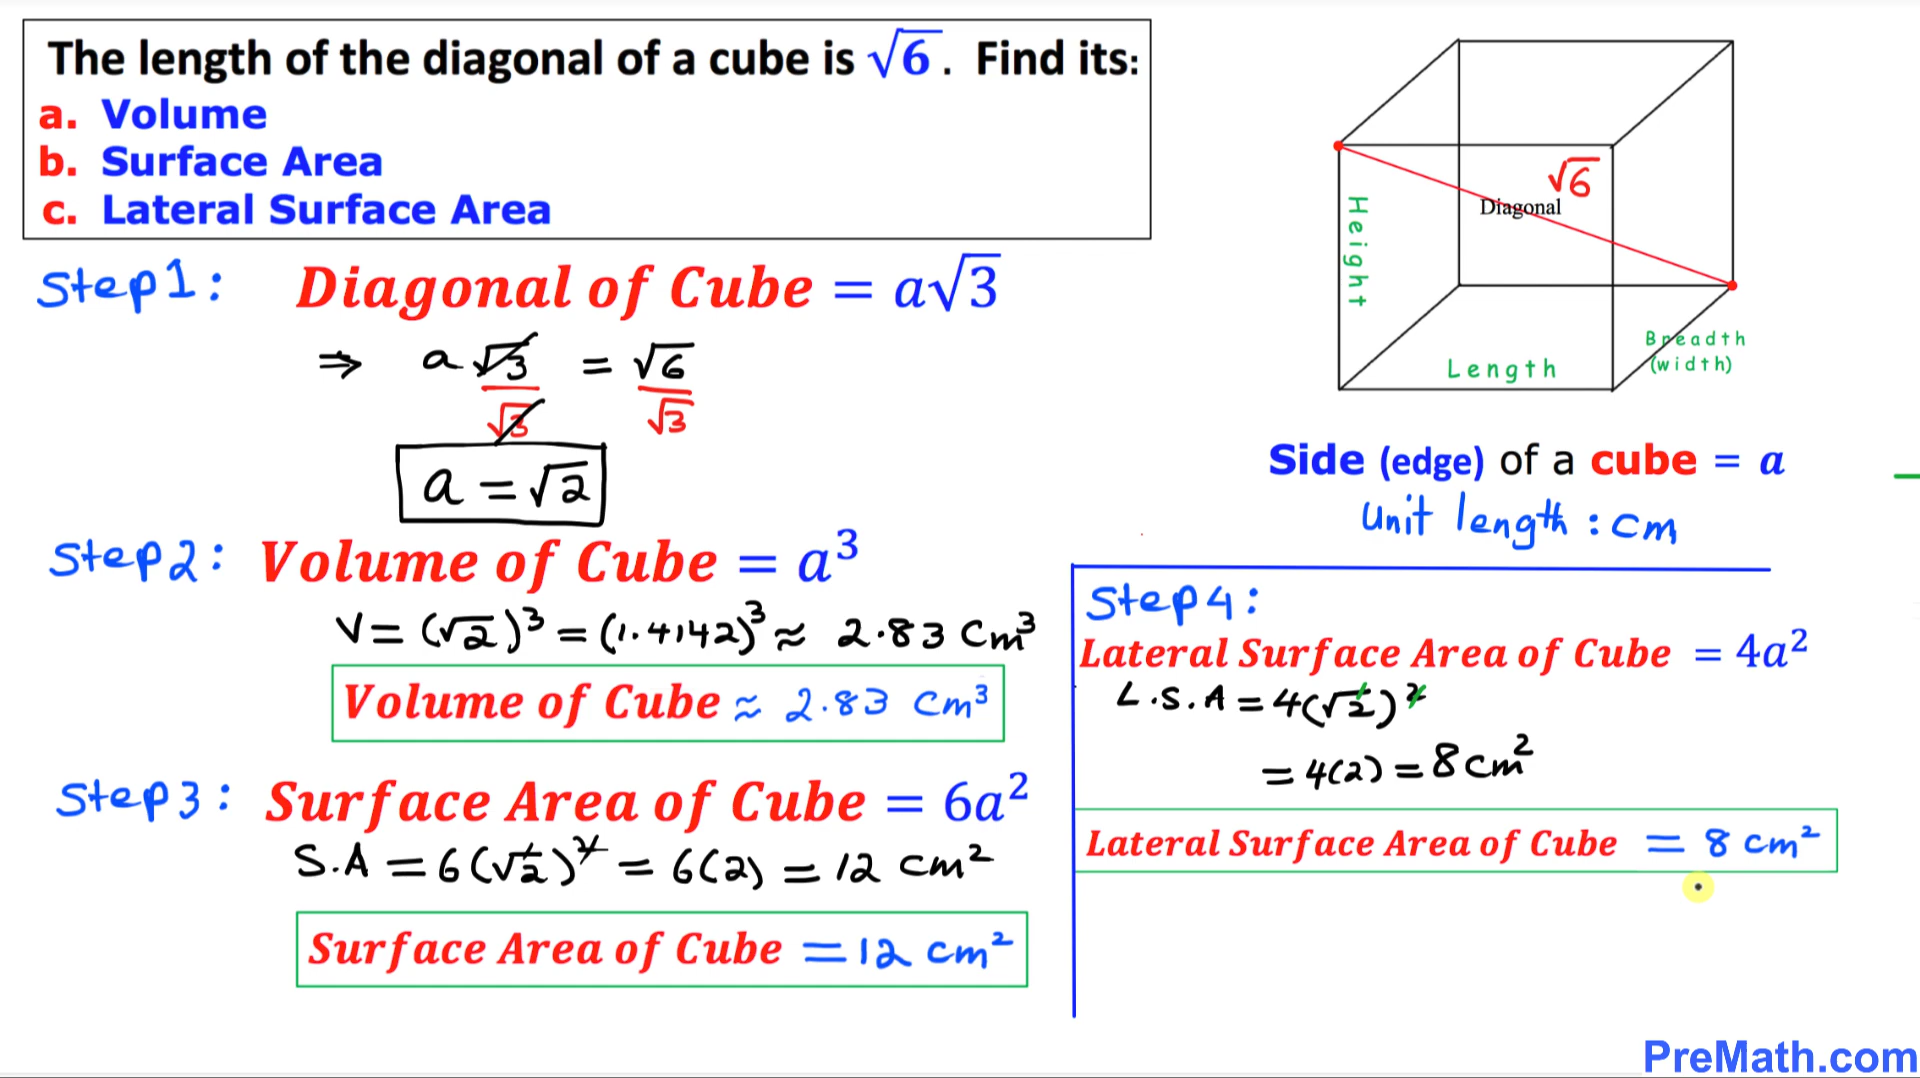 The length of the diagonal of a cube is √6. Find its:
a. Volume
b. Surface Area
c. Lateral Surface Area
Step1: Diagonal of Cube = a√3
⇒ a√3/√3 = √6/√3
a = √2
Step2: Volume of Cube = a³
V = (√2)³ = (1.4142)³ ≈ 2.83 cm³
Volume of Cube ≈ 2.83 cm³
Step3: Surface Area of Cube = 6a²
S.A = 6(√2)² = 6(2) = 12 cm²
Surface Area of Cube = 12 cm²
√6
Diagonal
Height
Length
Breadth
(width)
Side (edge) of a cube = a
Unit length : cm
Step4:
Lateral Surface Area of Cube = 4a²
L.S.A = 4(√2)²
= 4(2) = 8 cm²
Lateral Surface Area of Cube = 8 cm²
PreMath.com